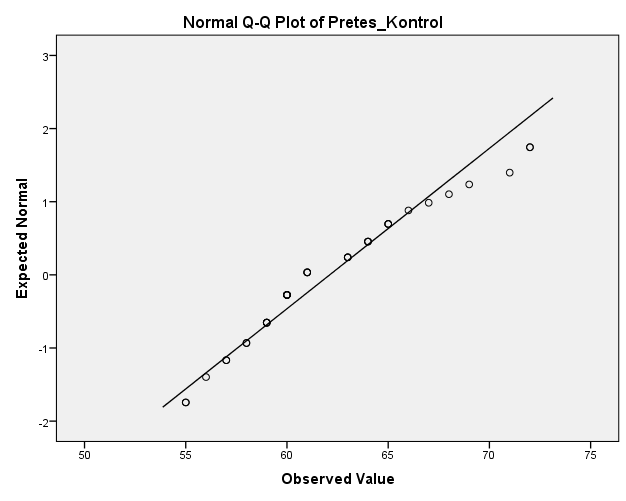 Normal Q-Q Plot of Pretes_Kontrol
Expected Normal
3
2
1
0
-1
-2
50 55 60 65 70 75
Observed Value